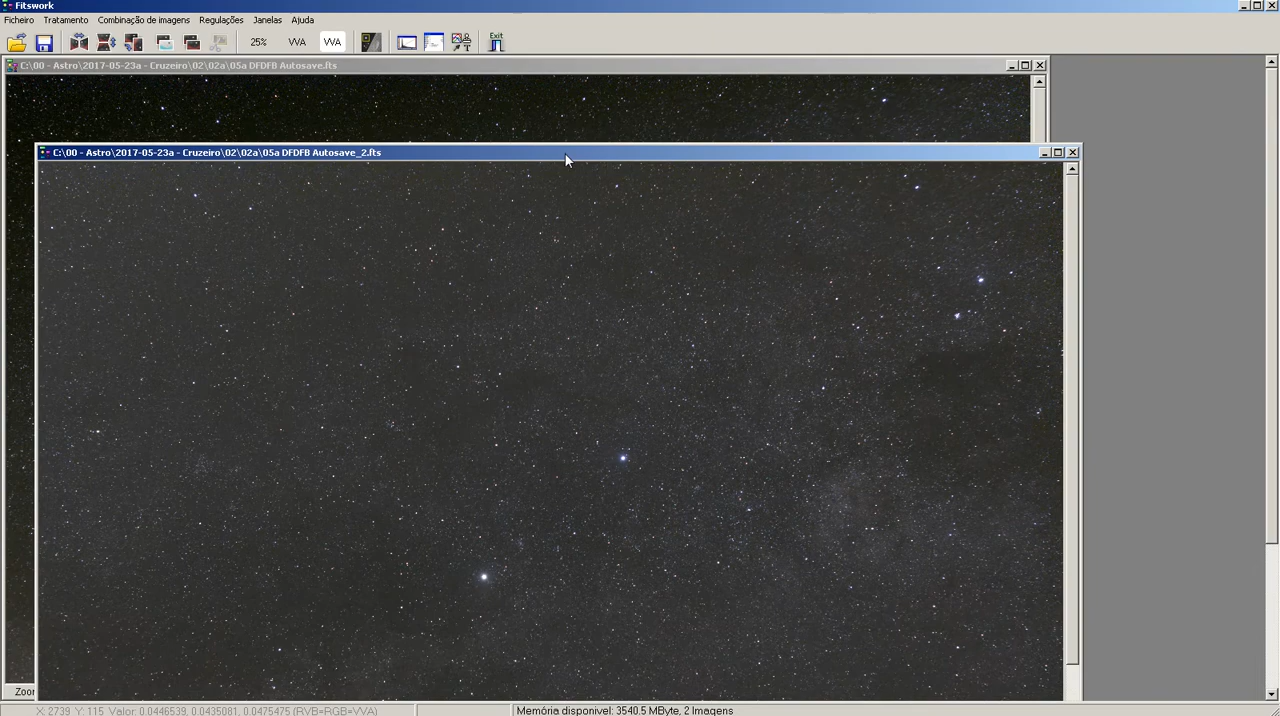 Fitswork
Ficheiro Tratamento Combinação de imagens Regulações Janelas Ajuda
25% VVA VVA Exit
C:\00 - Astro\2017-05-23a - Cruzeiro\02\02a\05a DFDFB Autosave.fts
C:\00 - Astro\2017-05-23a - Cruzeiro\02\02a\05a DFDFB Autosave_2.fts
Zoo
X: 2739 Y: 115 Valor: 0.0446539, 0.0435081, 0.0475475 (RVB=RGB=VVA) Memória disponivel: 3540.5 MByte, 2 Imagens